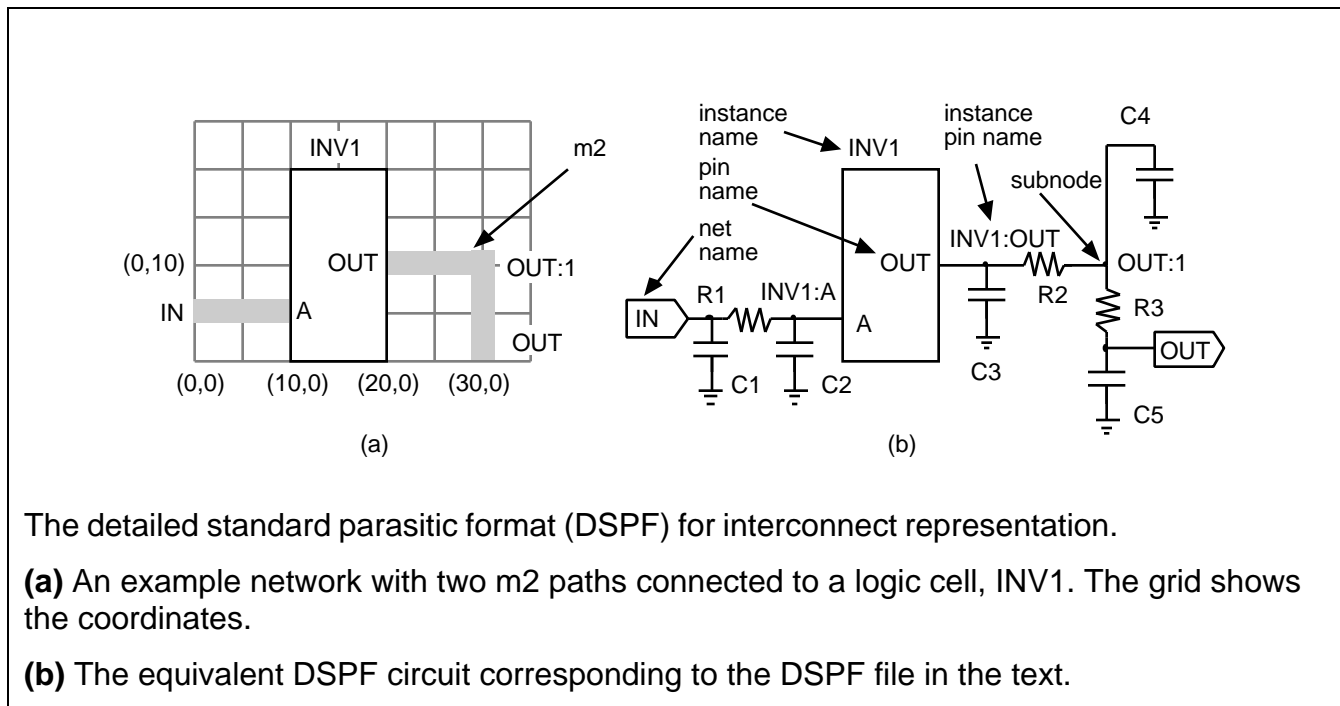 INV1
m2
(0,10)
OUT
OUT:1
IN
A
OUT
(0,0)
(10,0)
(20,0)
(30,0)
(a)
instance
name
INV1
instance
pin name
C4
pin
name
subnode
net
name
INV1:OUT
OUT
OUT:1
R2
R1
INV1:A
R3
IN
A
OUT
C1
C2
C3
C5
(b)
The detailed standard parasitic format (DSPF) for interconnect representation.
(a) An example network with two m2 paths connected to a logic cell, INV1. The grid shows
the coordinates.
(b) The equivalent DSPF circuit corresponding to the DSPF file in the text.